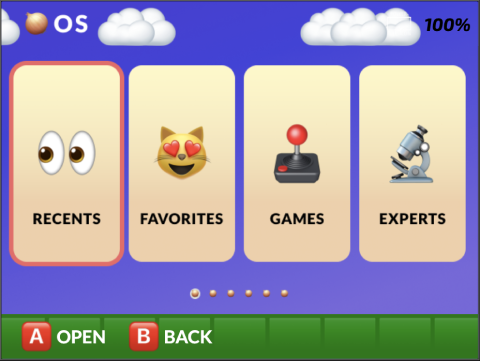 OS
100%
RECENTS
FAVORITES
GAMES
EXPERTS
A OPEN B BACK